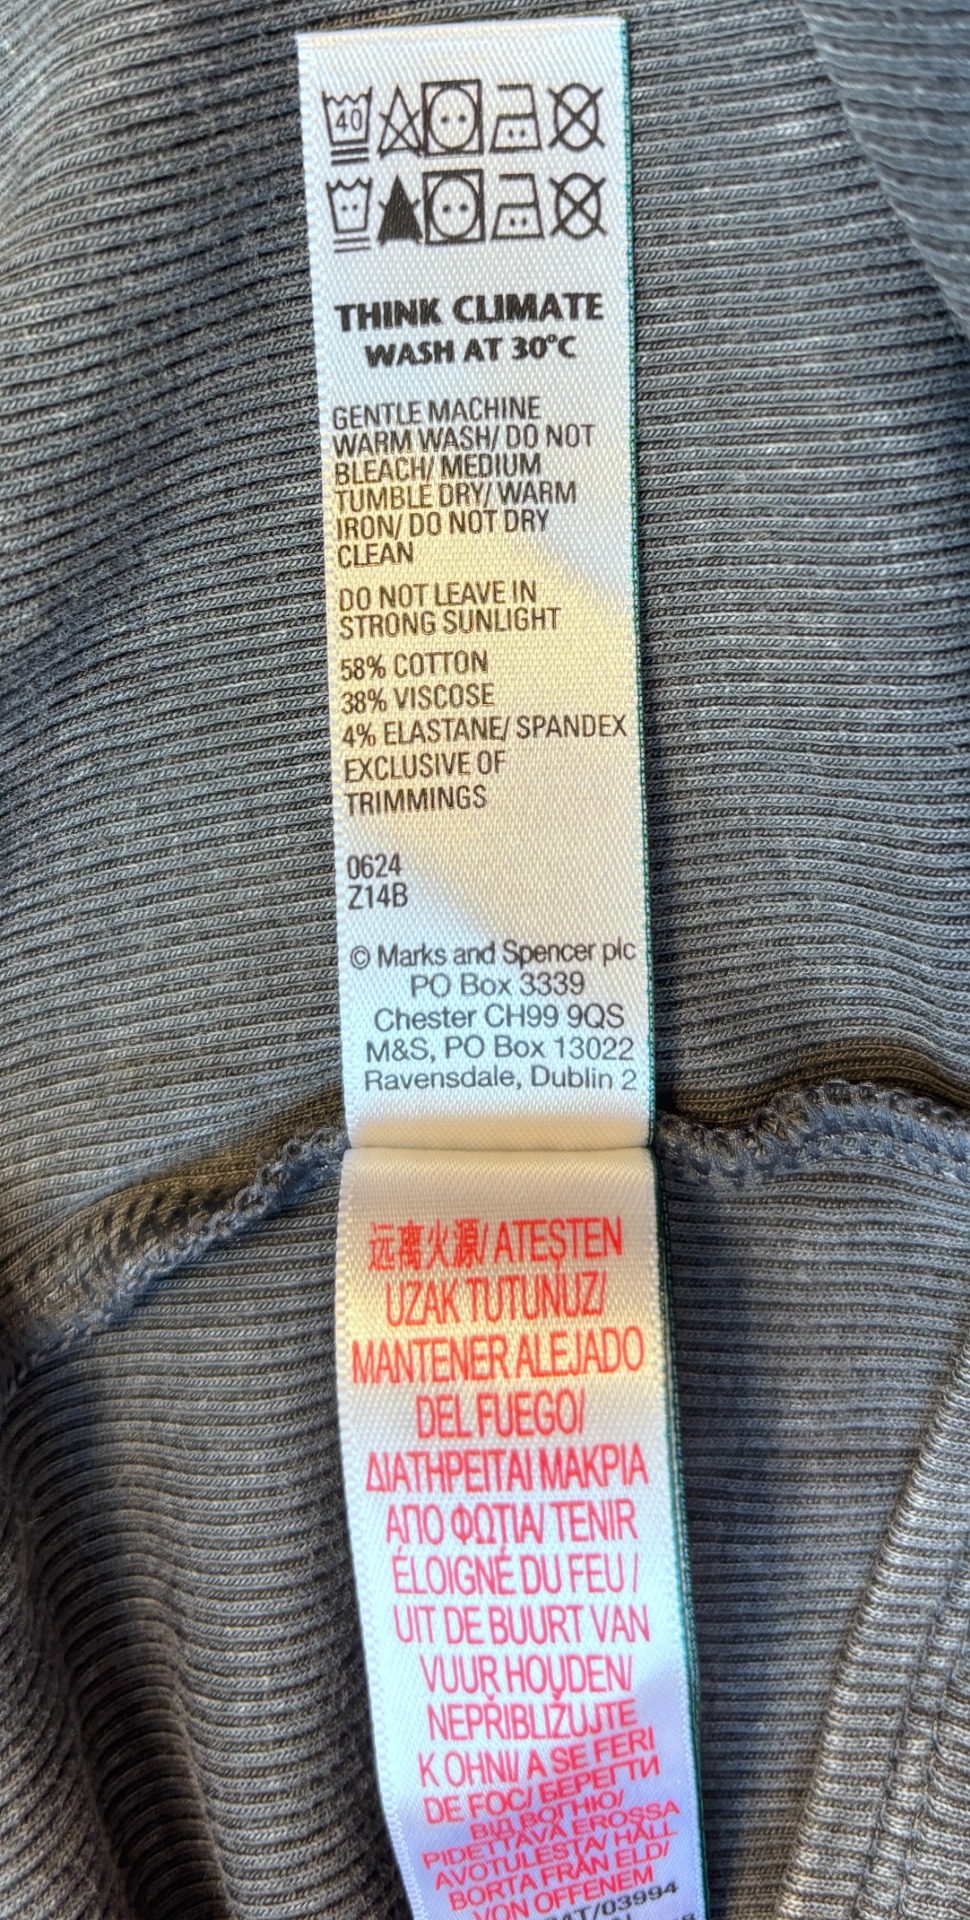 40
THINK CLIMATE
WASH AT 30°C
GENTLE MACHINE
WARM WASH/ DO NOT
BLEACH/ MEDIUM
TUMBLE DRY/ WARM
IRON/ DO NOT DRY
CLEAN
DO NOT LEAVE IN
STRONG SUNLIGHT
58% COTTON
38% VISCOSE
4% ELASTANE/ SPANDEX
EXCLUSIVE OF
TRIMMINGS
0624
Z14B
© Marks and Spencer plc
PO Box 3339
Chester CH99 9QS
M&S, PO Box 13022
Ravensdale, Dublin 2
远离火源/ ATEŞTEN
UZAK TUTUNUZ/
MANTENER ALEJADO
DEL FUEGO/
ΔΙΑΤΗΡΕΙΤΑΙ ΜΑΚΡΙΑ
ΑΠΟ ΦΩΤΙΑ/ TENIR
ÉLOIGNÉ DU FEU /
UIT DE BUURT VAN
VUUR HOUDEN/
NEPŘIBLIŽUJTE
K OHNI/ A SE FERI
DE FOC/ БЕРЕГТИ
ВІД ВОГНЮ/
PIDETTÄVÄ EROSSA
AVOTULESTA/ HÅLL
BORTA FRÅN ELD/
VON OFFENEM
/03994